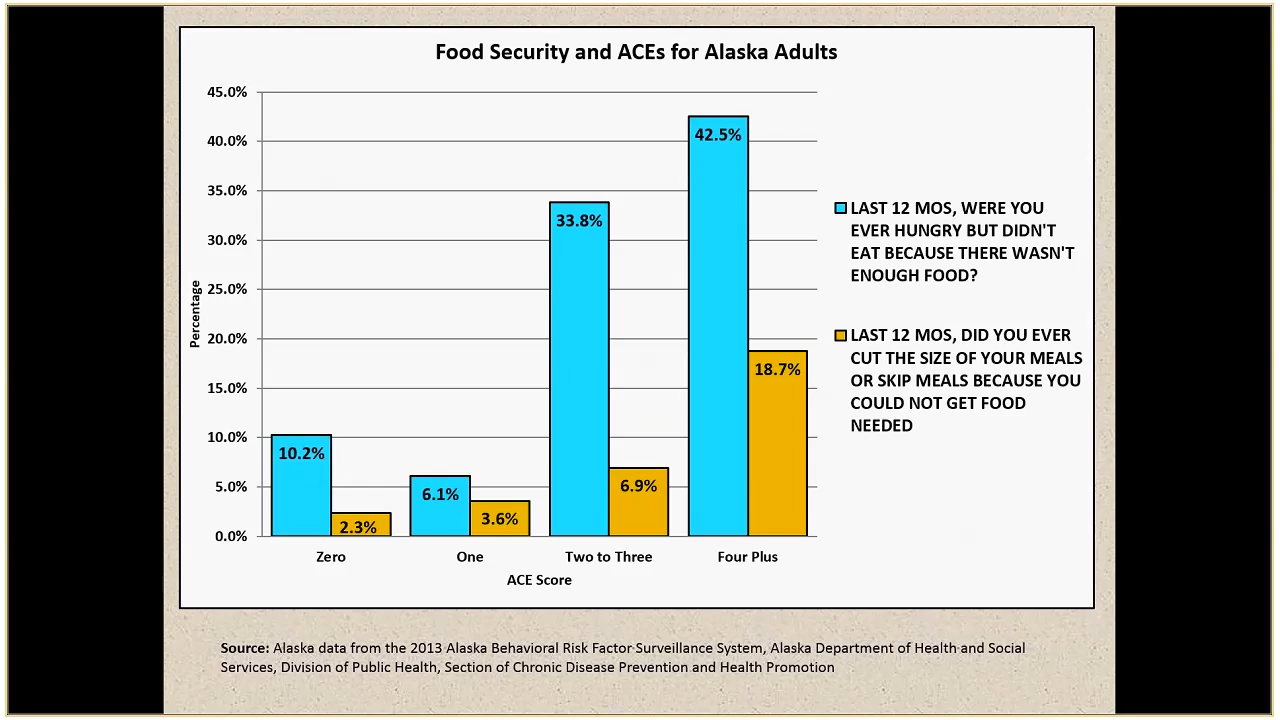 Food Security and ACEs for Alaska Adults
45.0%
40.0%
35.0%
30.0%
25.0%
20.0%
15.0%
10.0%
5.0%
0.0%
Percentage
10.2%
2.3%
6.1%
3.6%
33.8%
6.9%
42.5%
18.7%
Zero
One
Two to Three
Four Plus
ACE Score
LAST 12 MOS, WERE YOU
EVER HUNGRY BUT DIDN'T
EAT BECAUSE THERE WASN'T
ENOUGH FOOD?
LAST 12 MOS, DID YOU EVER
CUT THE SIZE OF YOUR MEALS
OR SKIP MEALS BECAUSE YOU
COULD NOT GET FOOD
NEEDED
Source: Alaska data from the 2013 Alaska Behavioral Risk Factor Surveillance System, Alaska Department of Health and Social
Services, Division of Public Health, Section of Chronic Disease Prevention and Health Promotion